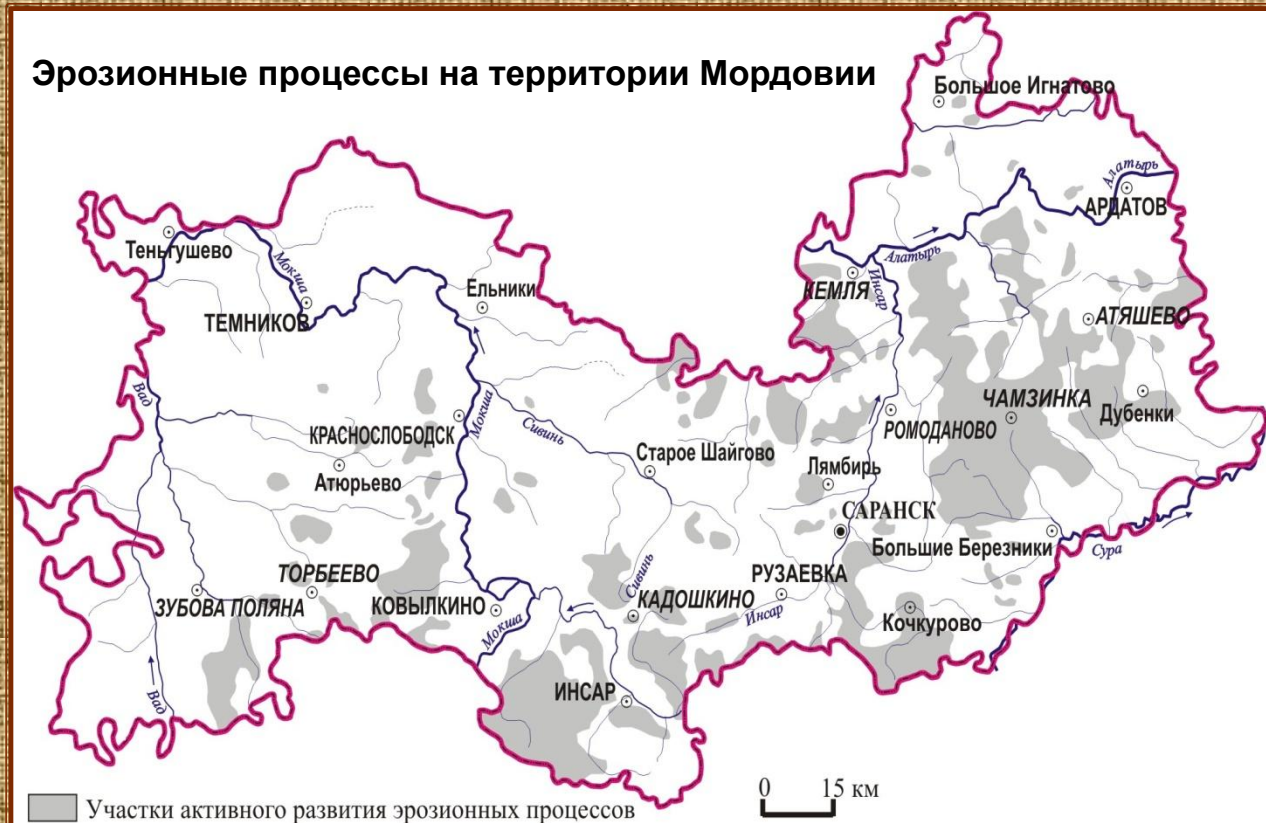 Эрозионные процессы на территории Мордовии
Большое Игнатово
Алатырь
АРДАТОВ
Теньгушево
Мокша
ТЕМНИКОВ
Ельники
Алатырь
КЕМЛЯ
Инсар
АТЯШЕВО
Вад
Мокша
Сивинь
КРАСНОСЛОБОДСК
Атюрьево
Старое Шайгово
Лямбирь
РОМОДАНОВО
ЧАМЗИНКА
Дубенки
САРАНСК
Большие Березники
Сура
ТОРБЕЕВО
ЗУБОВА ПОЛЯНА
КОВЫЛКИНО
Мокша
Сивинь
КАДОШКИНО
РУЗАЕВКА
Инсар
Кочкурово
Вад
ИНСАР
Участки активного развития эрозионных процессов
0 15 км